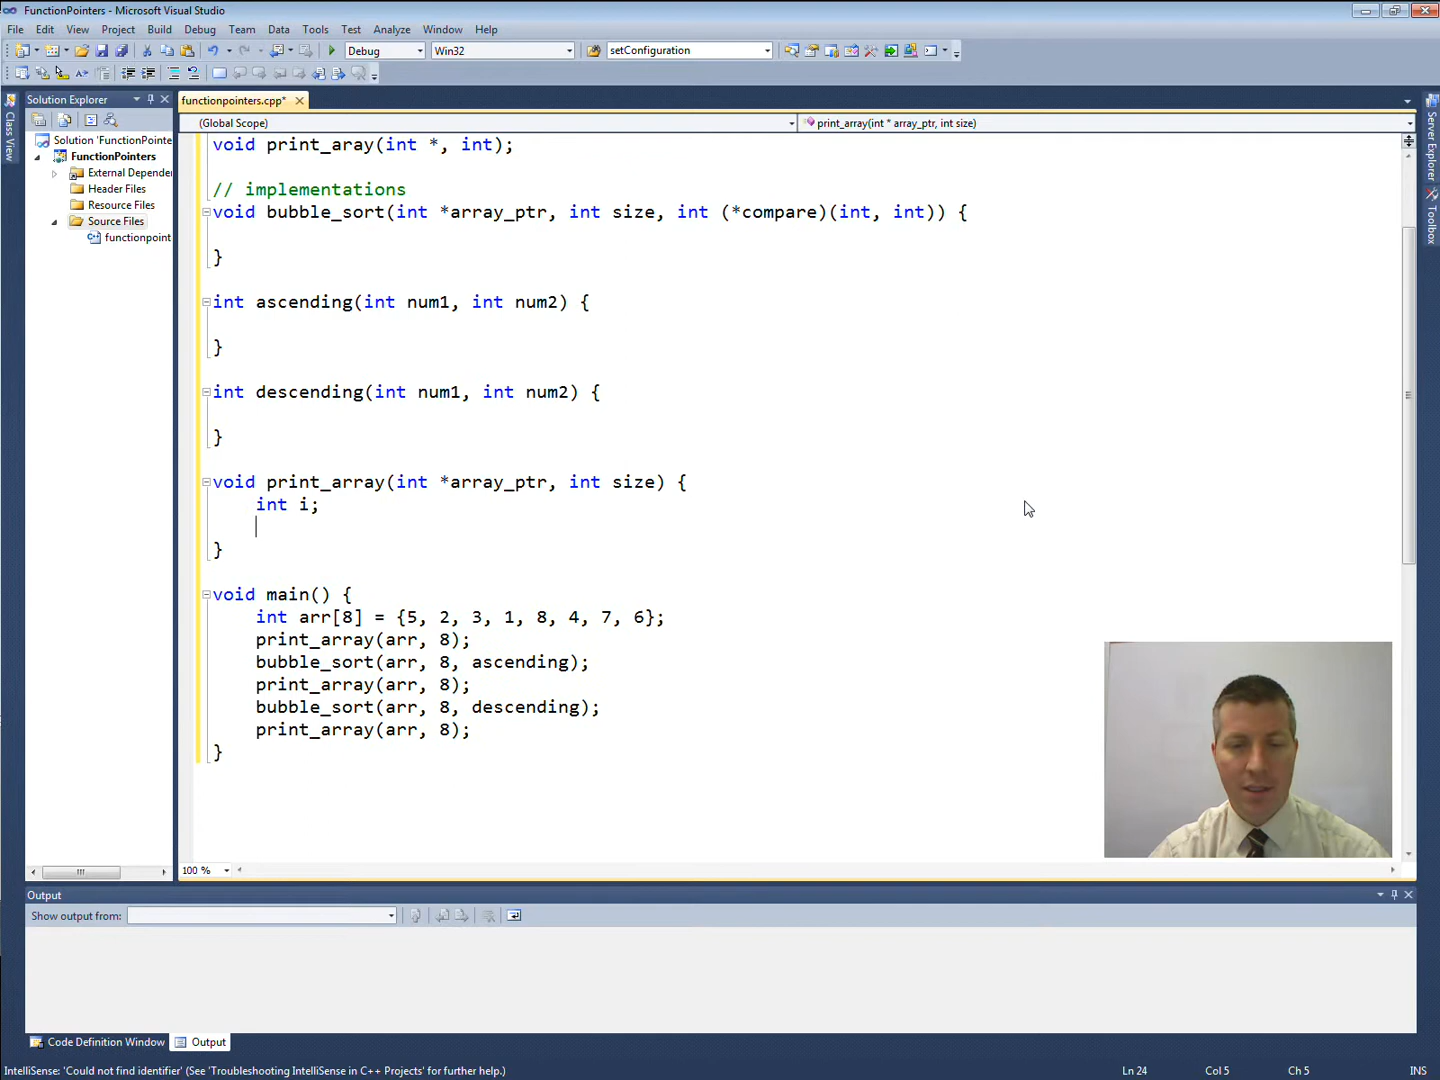 FunctionPointers - Microsoft Visual Studio
File Edit View Project Build Debug Team Data Tools Test Analyze Window Help
Debug Win32 setConfiguration
Solution Explorer
functionpointers.cpp*
(Global Scope)
print_array(int * array_ptr, int size)
Class View
Server Explorer
Toolbox
Solution 'FunctionPointe
FunctionPointers
External Depende
Header Files
Resource Files
Source Files
functionpoint
void print_aray(int *, int);
// implementations
void bubble_sort(int *array_ptr, int size, int (*compare)(int, int)) {
}
int ascending(int num1, int num2) {
}
int descending(int num1, int num2) {
}
void print_array(int *array_ptr, int size) {
int i;
}
void main() {
int arr[8] = {5, 2, 3, 1, 8, 4, 7, 6};
print_array(arr, 8);
bubble_sort(arr, 8, ascending);
print_array(arr, 8);
bubble_sort(arr, 8, descending);
print_array(arr, 8);
}
100 %
Output
Show output from:
Code Definition Window Output
IntelliSense: 'Could not find identifier' (See 'Troubleshooting IntelliSense in C++ Projects' for further help.) Ln 24 Col 5 Ch 5 INS